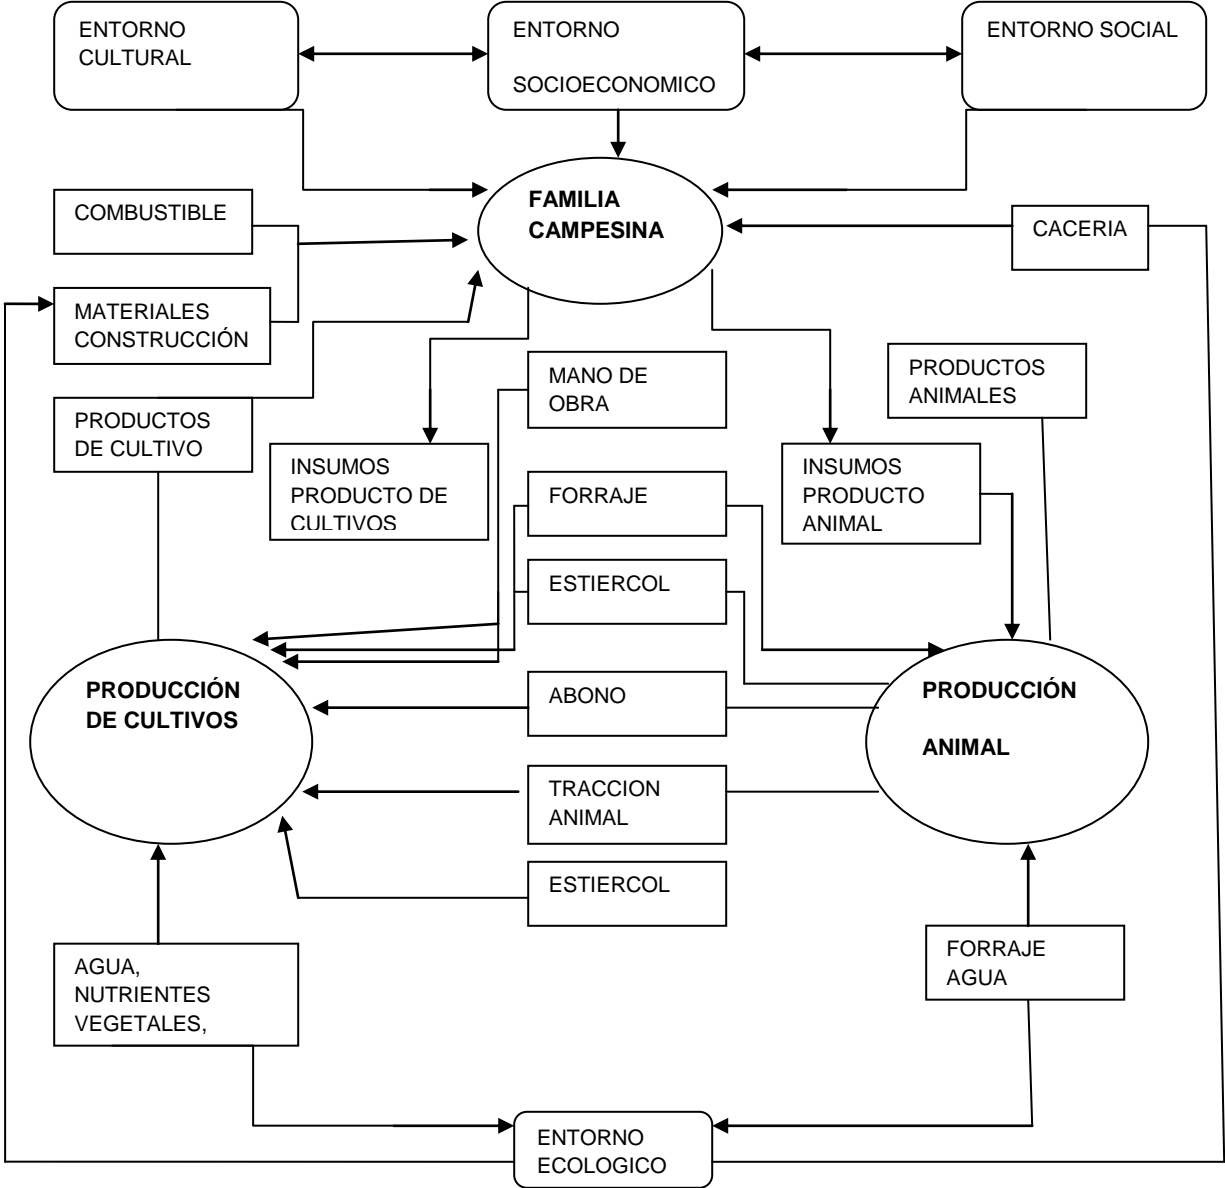 ENTORNO
CULTURAL
ENTORNO
SOCIOECONOMICO
ENTORNO SOCIAL
FAMILIA
CAMPESINA
COMBUSTIBLE
CACERIA
MATERIALES
CONSTRUCCIÓN
MANO DE
OBRA
PRODUCTOS
ANIMALES
PRODUCTOS
DE CULTIVO
INSUMOS
PRODUCTO DE
CULTIVOS
FORRAJE
INSUMOS
PRODUCTO
ANIMAL
ESTIERCOL
PRODUCCIÓN
DE CULTIVOS
ABONO
PRODUCCIÓN
ANIMAL
TRACCION
ANIMAL
ESTIERCOL
AGUA,
NUTRIENTES
VEGETALES,
FORRAJE
AGUA
ENTORNO
ECOLOGICO